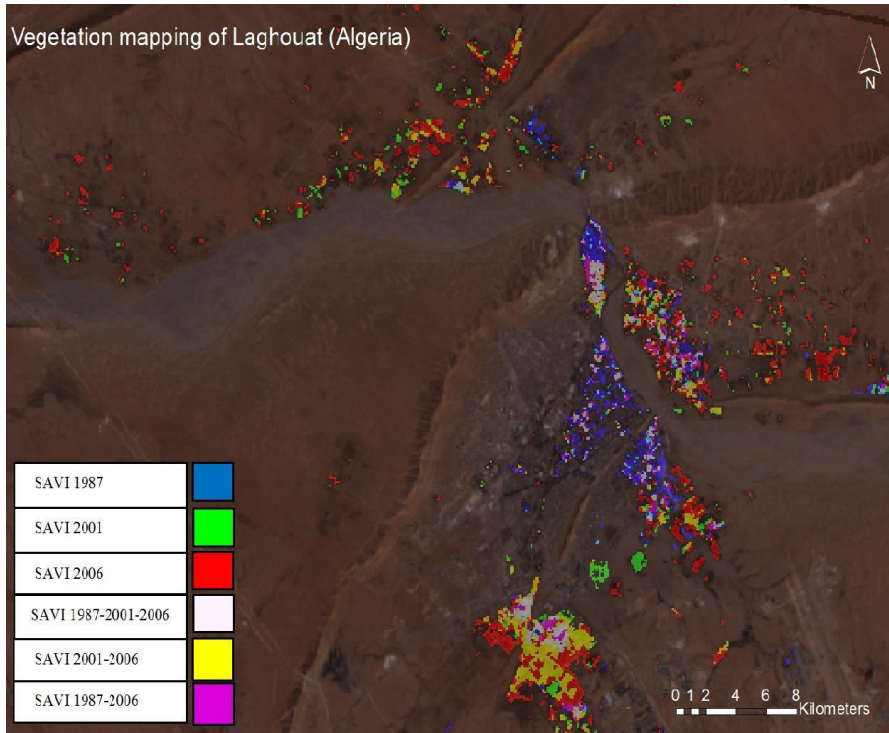 Vegetation mapping of Laghouat (Algeria)
N
SAVI 1987
SAVI 2001
SAVI 2006
SAVI 1987-2001-2006
SAVI 2001-2006
SAVI 1987-2006
0 1 2 4 6 8
Kilometers